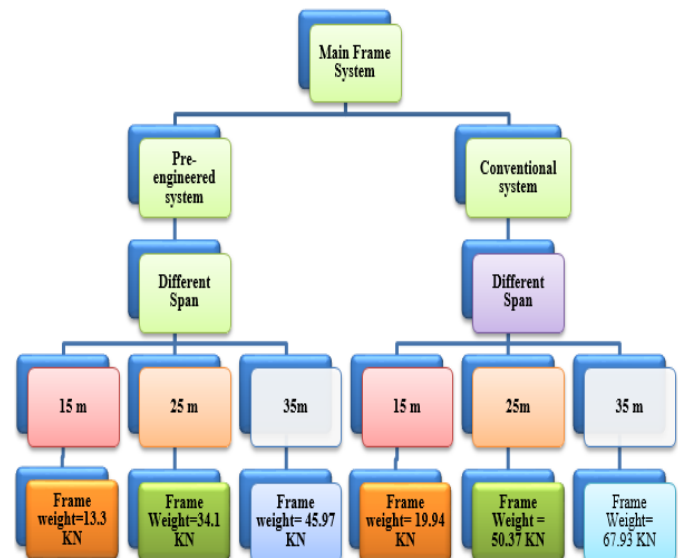 Main Frame
System
Pre-
engineered
system
Conventional
system
Different
Span
Different
Span
15 m
25 m
35m
15 m
25m
35 m
Frame
weight=13.3
KN
Frame
Weight=34.1
KN
Frame
weight= 45.97
KN
Frame
weight= 19.94
KN
Frame
Weight =
50.37 KN
Frame
Weight=
67.93 KN